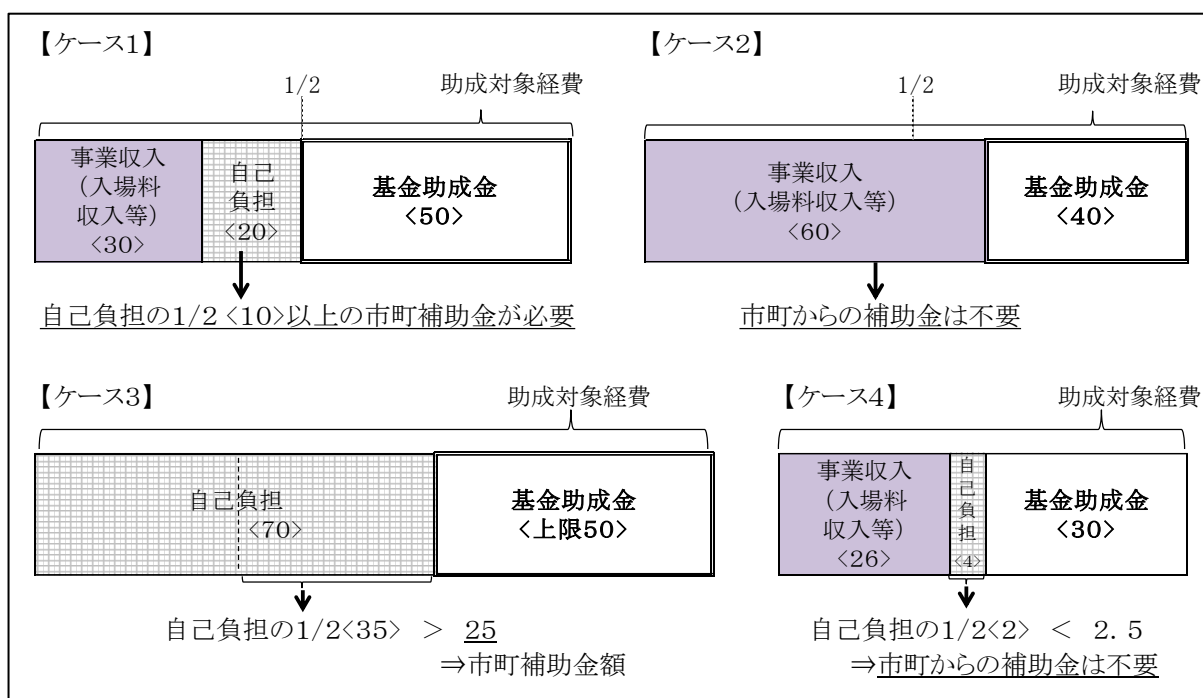 【ケース1】
1/2
助成対象経費
事業収入
(入場料
収入等)
<30>
自己
負担
<20>
基金助成金
<50>
自己負担の1/2<10>以上の市町補助金が必要
【ケース2】
1/2
助成対象経費
事業収入
(入場料収入等)
<60>
基金助成金
<40>
市町からの補助金は不要
【ケース3】
助成対象経費
自己負担
<70>
基金助成金
<上限50>
自己負担の1/2<35> > 25
⇒市町補助金額
【ケース4】
助成対象経費
事業収入
(入場料
収入等)
<26>
自
己
負
担
<4>
基金助成金
<30>
自己負担の1/2<2> < 2.5
⇒市町からの補助金は不要